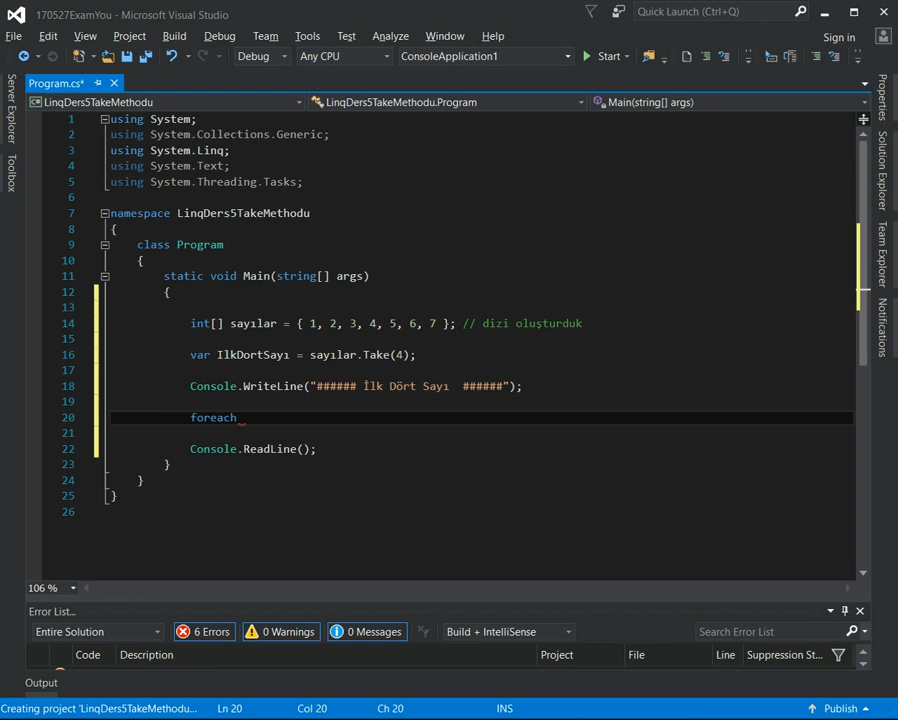 170527ExamYou - Microsoft Visual Studio
Quick Launch (Ctrl+Q)
File Edit View Project Build Debug Team Tools Test Analyze Window Help
Sign in
Debug Any CPU ConsoleApplication1 Start
Server Explorer
Toolbox
Program.cs*
LinqDers5TakeMethodu LinqDers5TakeMethodu.Program Main(string[] args)
1 using System;
2 using System.Collections.Generic;
3 using System.Linq;
4 using System.Text;
5 using System.Threading.Tasks;
6
7 namespace LinqDers5TakeMethodu
8 {
9 class Program
10 {
11 static void Main(string[] args)
12 {
13
14 int[] sayılar = { 1, 2, 3, 4, 5, 6, 7 }; // dizi oluşturduk
15
16 var IlkDortSayı = sayılar.Take(4);
17
18 Console.WriteLine("###### İlk Dört Sayı  ######");
19
20 foreach
21
22 Console.ReadLine();
23 }
24 }
25 }
26
Properties
Solution Explorer
Team Explorer
Notifications
106 %
Error List...
Entire Solution 6 Errors 0 Warnings 0 Messages Build + IntelliSense Search Error List
Code Description Project File Line Suppression St...
Output
Creating project 'LinqDers5TakeMethodu... Ln 20 Col 20 Ch 20 INS Publish